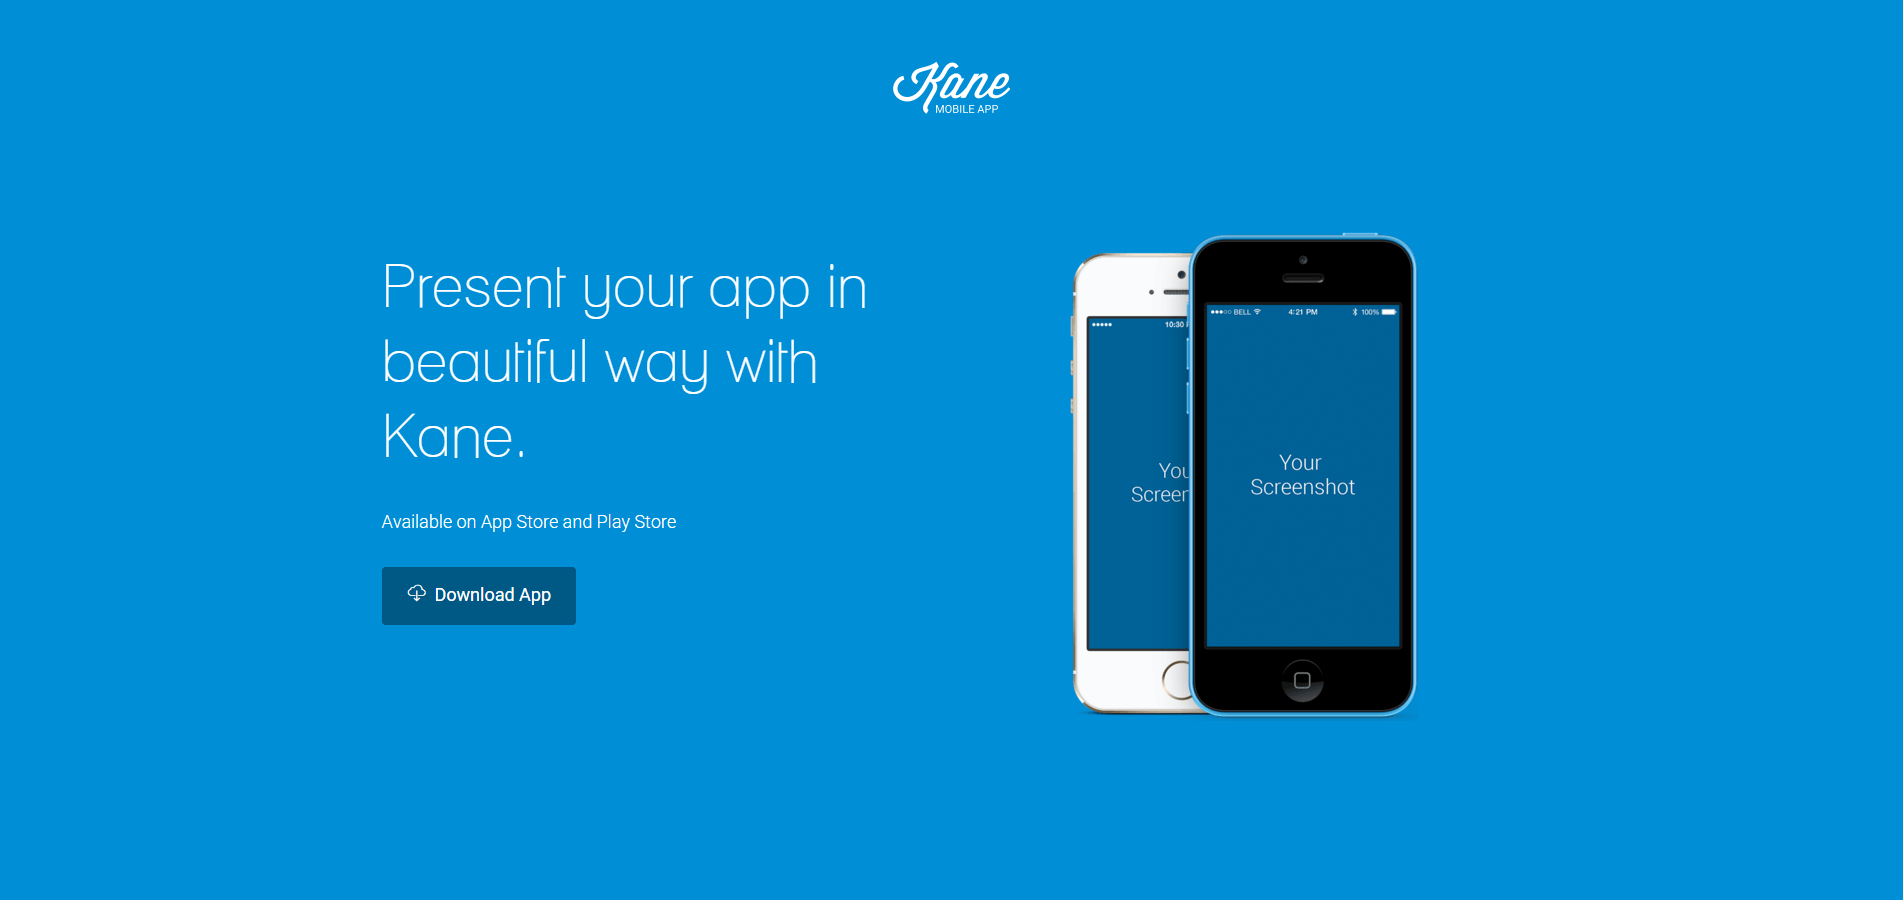 Kane
MOBILE APP
Present your app in
beautiful way with
Kane.
Available on App Store and Play Store
Download App
10:30
You
Screen
BELL 4:21 PM 100%
Your
Screenshot